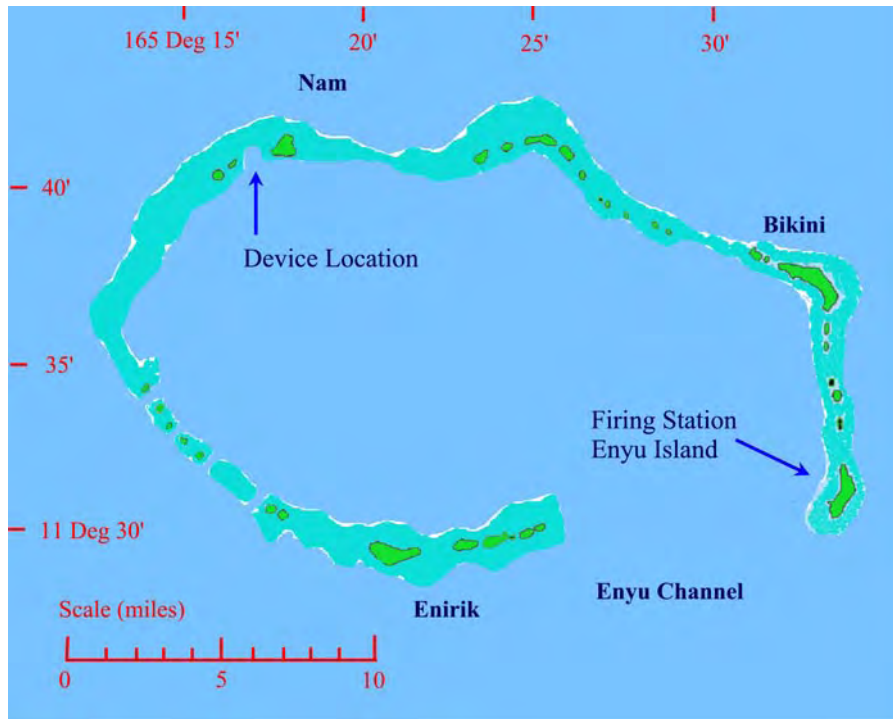 165 Deg 15'
20'
25'
30'
Nam
40'
Bikini
Device Location
35'
Firing Station
Enyu Island
11 Deg 30'
Enyu Channel
Scale (miles)
Enirik
0
5
10